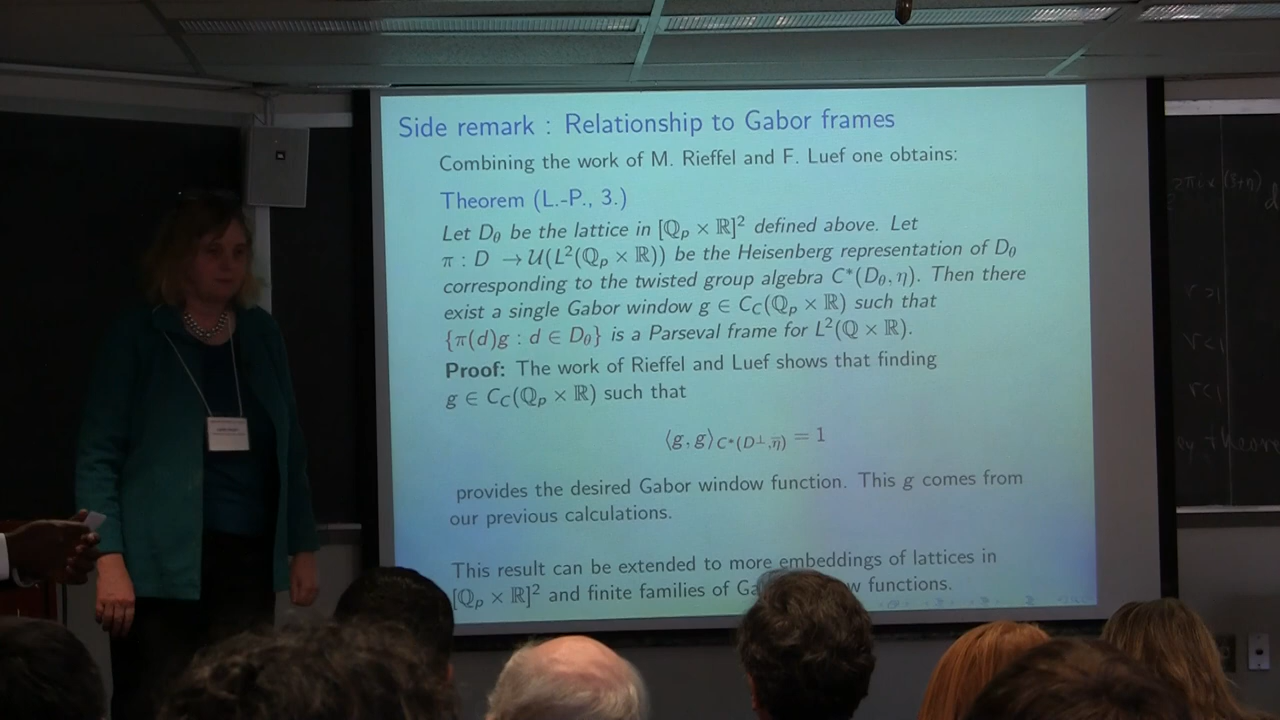 Side remark : Relationship to Gabor frames
Combining the work of M. Rieffel and F. Luef one obtains:
Theorem (L.-P., 3.)
Let D_θ be the lattice in [ℚ_p × ℝ]² defined above. Let
π : D → 𝒰(L²(ℚ_p × ℝ)) be the Heisenberg representation of D_θ
corresponding to the twisted group algebra C*(D_θ, η). Then there
exist a single Gabor window g ∈ C_C(ℚ_p × ℝ) such that
{π(d)g : d ∈ D_θ} is a Parseval frame for L²(ℚ × ℝ).
Proof: The work of Rieffel and Luef shows that finding
g ∈ C_C(ℚ_p × ℝ) such that
⟨g, g⟩_{C*(D^⊥, η̄)} = 1
provides the desired Gabor window function. This g comes from
our previous calculations.
This result can be extended to more embeddings of lattices in
[ℚ_p × ℝ]² and finite families of functions.
r<1
r<1